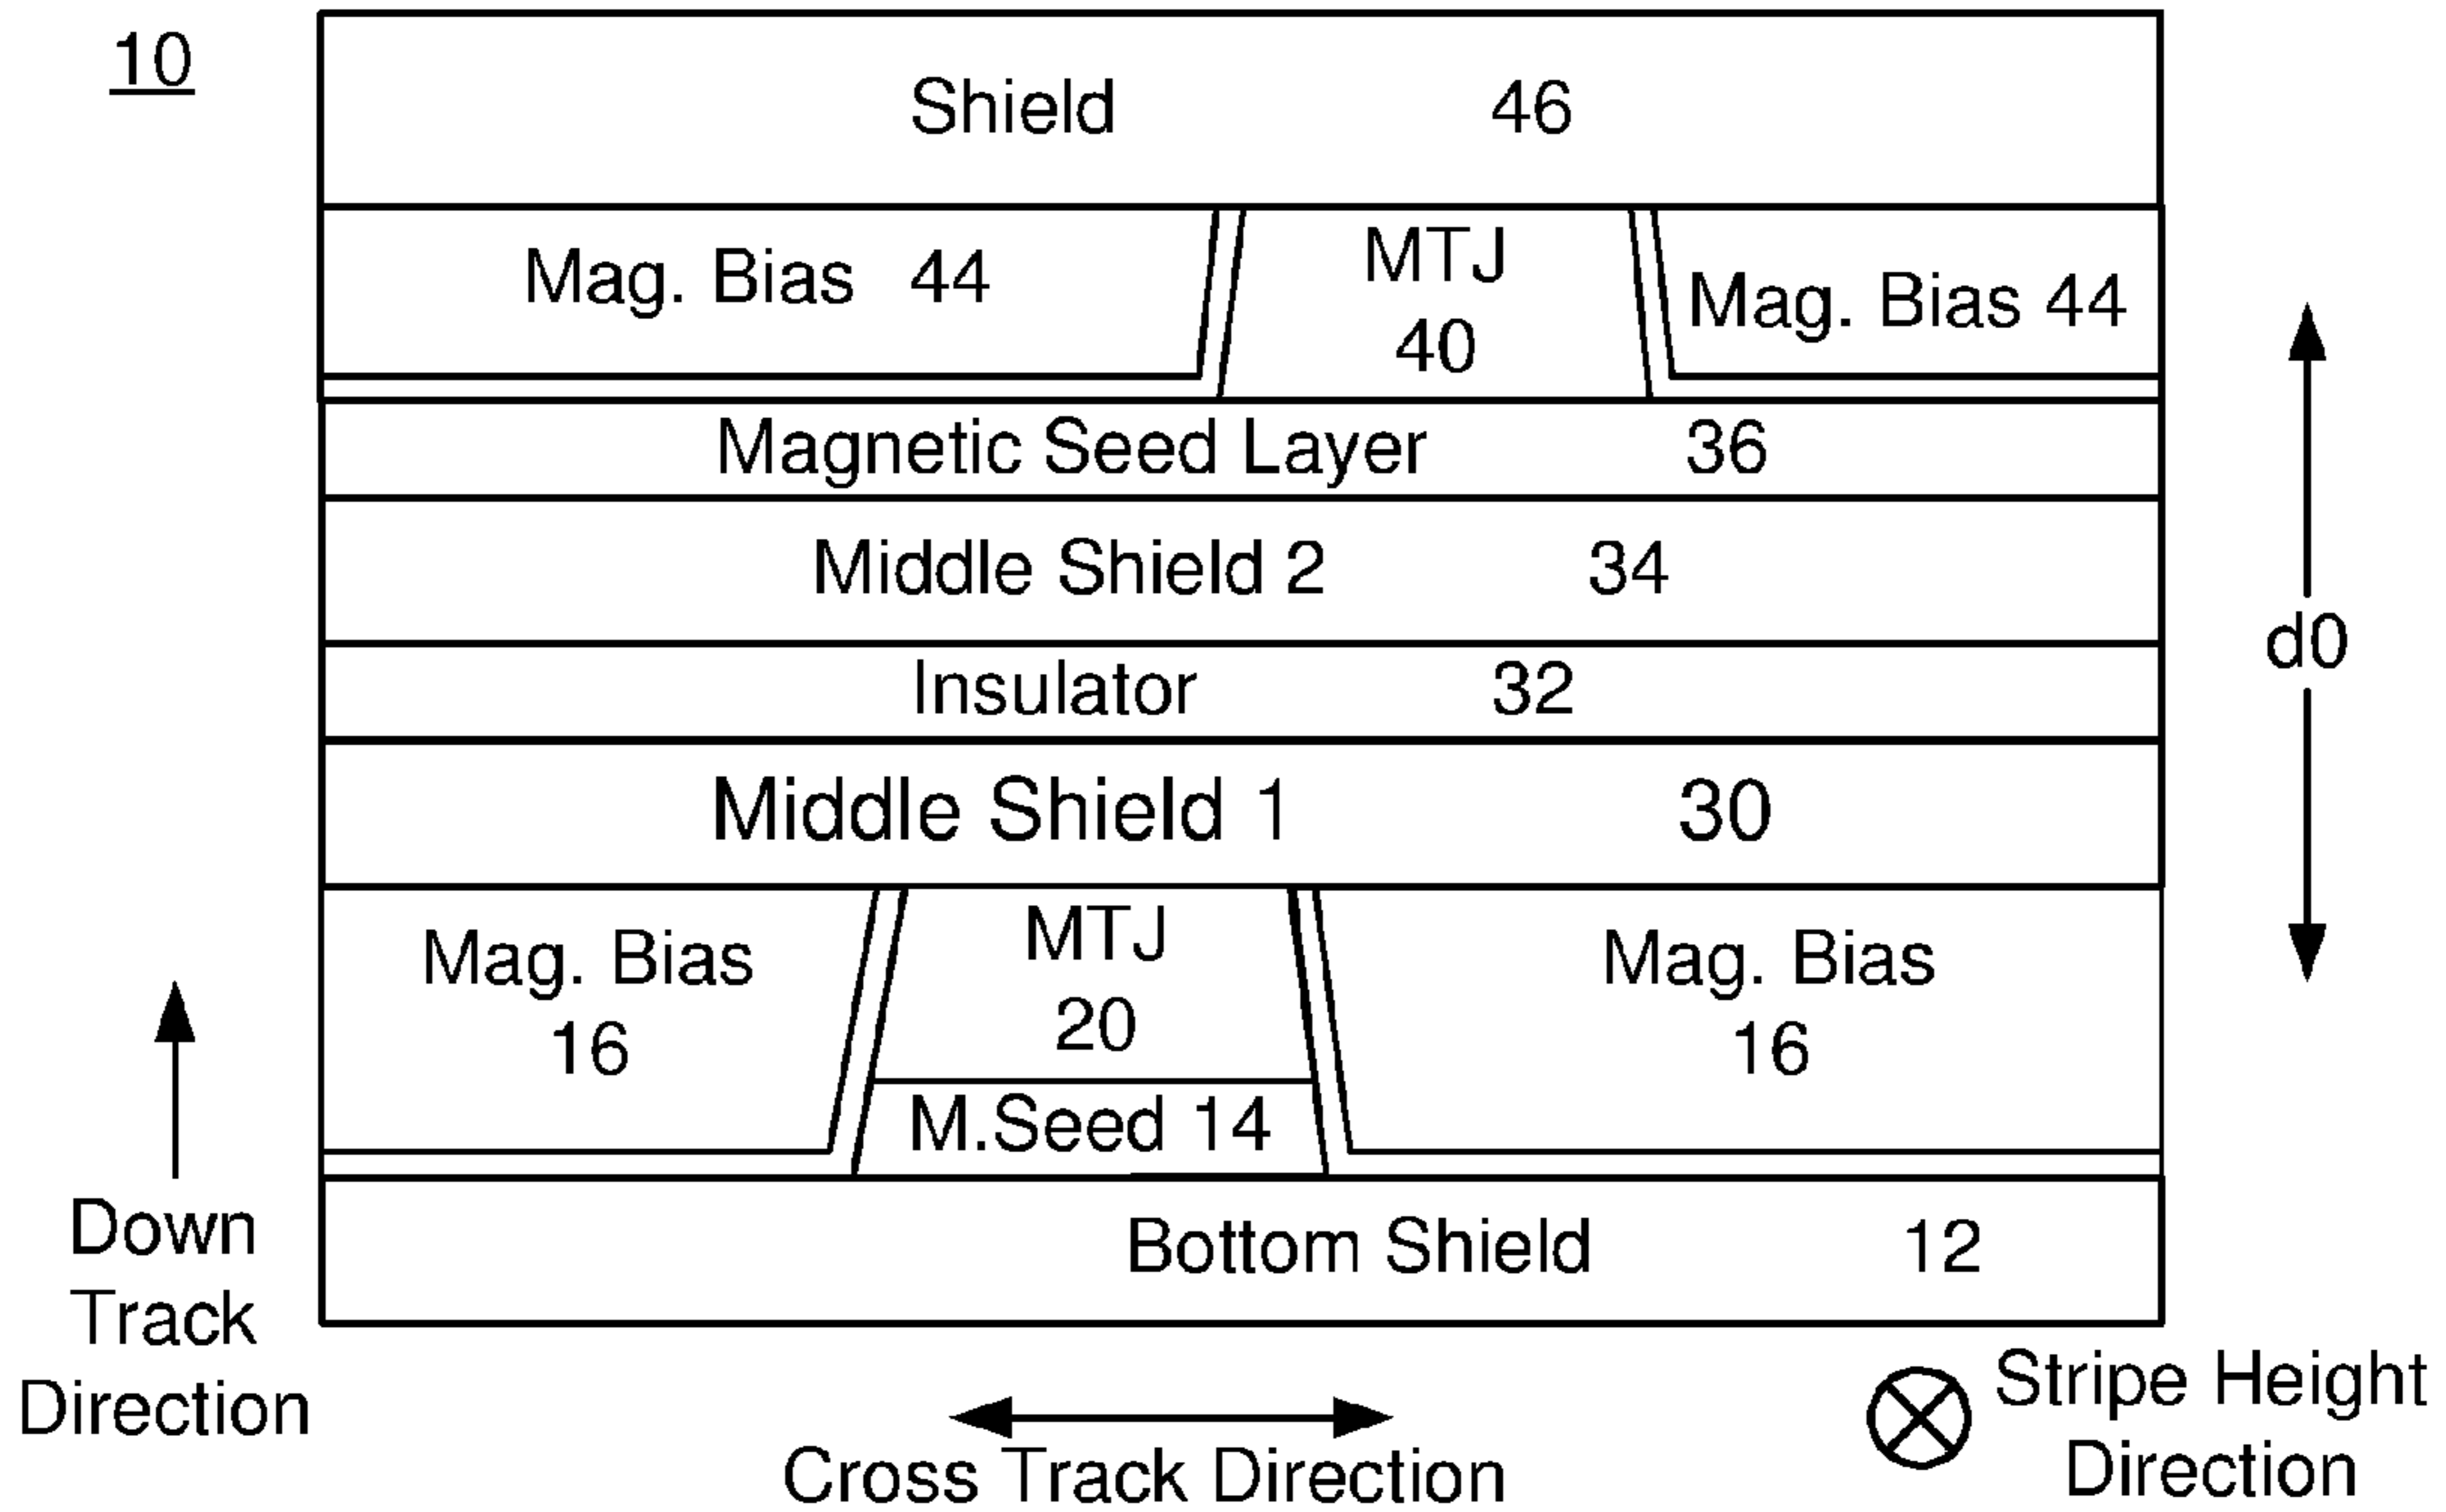 10
Shield 46
Mag. Bias 44
MTJ
40
Mag. Bias 44
Magnetic Seed Layer 36
Middle Shield 2 34
Insulator 32
d0
Middle Shield 1 30
Mag. Bias
16
MTJ
20
M.Seed 14
Mag. Bias
16
Bottom Shield 12
Down
Track
Direction
Cross Track Direction
Stripe Height
Direction